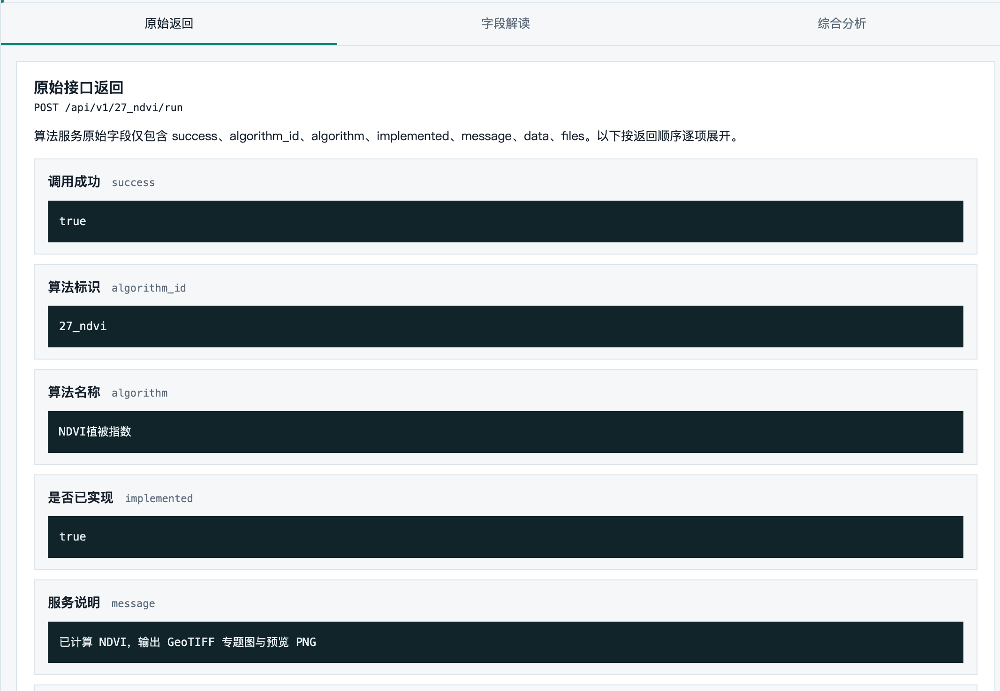 原始返回
字段解读
综合分析
原始接口返回
POST /api/v1/27_ndvi/run
算法服务原始字段仅包含 success、algorithm_id、algorithm、implemented、message、data、files。以下按返回顺序逐项展开。
调用成功 success
true
算法标识 algorithm_id
27_ndvi
算法名称 algorithm
NDVI植被指数
是否已实现 implemented
true
服务说明 message
已计算 NDVI, 输出 GeoTIFF 专题图与预览 PNG